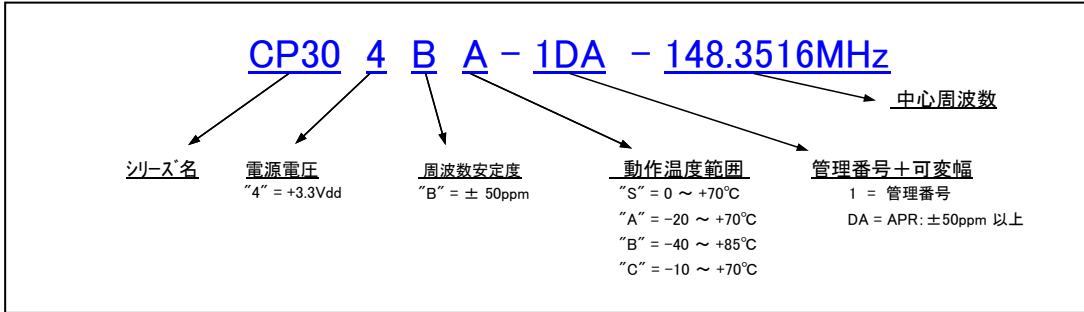 CP30 4 B A - 1DA - 148.3516MHz
中心周波数
シリーズ名 電源電圧 周波数安定度 動作温度範囲 管理番号+可変幅
"4" = +3.3Vdd "B" = ± 50ppm "S" = 0 ~ +70℃ 1 = 管理番号
"A" = -20 ~ +70℃ DA = APR: ±50ppm 以上
"B" = -40 ~ +85℃
"C" = -10 ~ +70℃